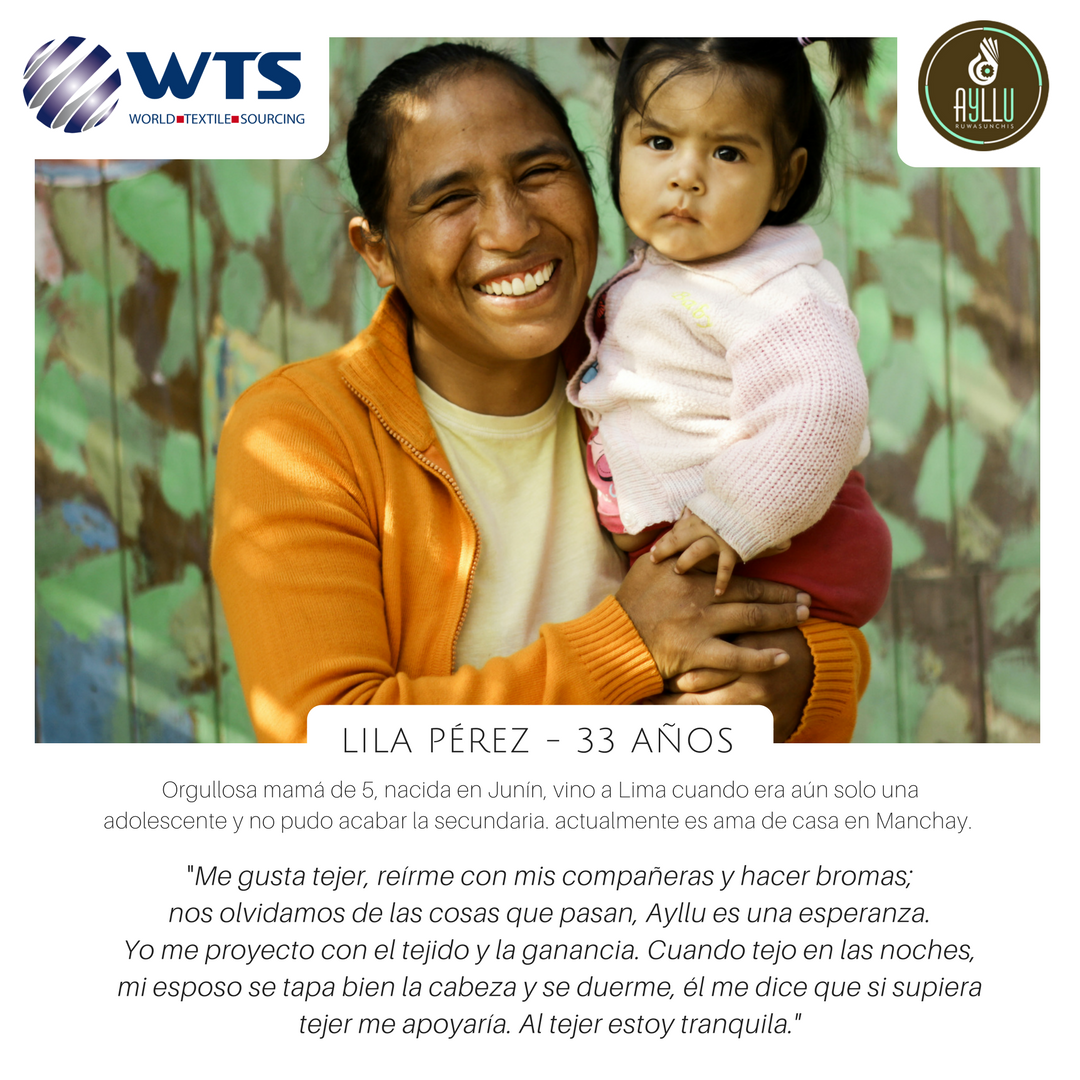 WTS
WORLD■TEXTILE■SOURCING
AYLLU
RUWASUNCHIS
LILA PÉREZ – 33 AÑOS
Orgullosa mamá de 5, nacida en Junín, vino a Lima cuando era aún solo una
adolescente y no pudo acabar la secundaria. actualmente es ama de casa en Manchay.
"Me gusta tejer, reírme con mis compañeras y hacer bromas;
nos olvidamos de las cosas que pasan, Ayllu es una esperanza.
Yo me proyecto con el tejido y la ganancia. Cuando tejo en las noches,
mi esposo se tapa bien la cabeza y se duerme, él me dice que si supiera
tejer me apoyaría. Al tejer estoy tranquila."